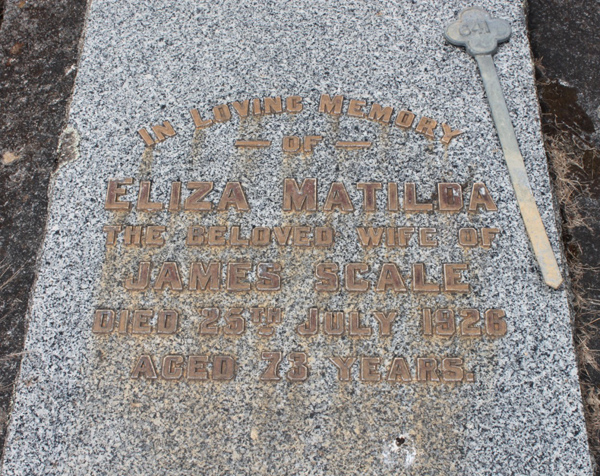 In Loving Memory
— OF —
Eliza Matilda
THE BELOVED WIFE OF
JAMES SCALE
Died 25th July 1926
AGED 73 YEARS.
641